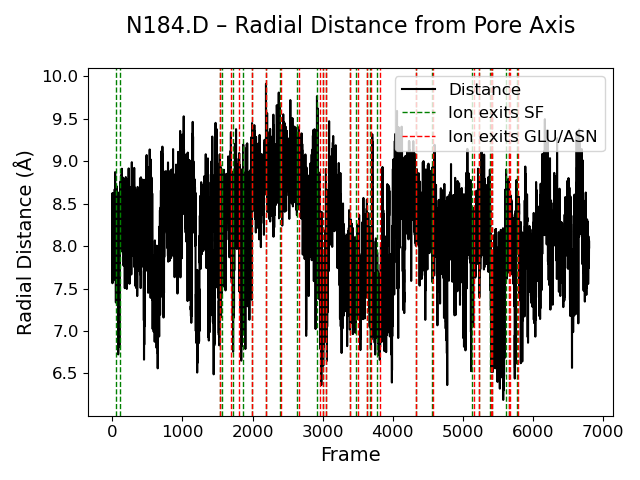 N184.D – Radial Distance from Pore Axis
10.0
9.5
9.0
8.5
8.0
7.5
7.0
6.5
Radial Distance (Å)
Distance
Ion exits SF
Ion exits GLU/ASN
0 1000 2000 3000 4000 5000 6000 7000
Frame